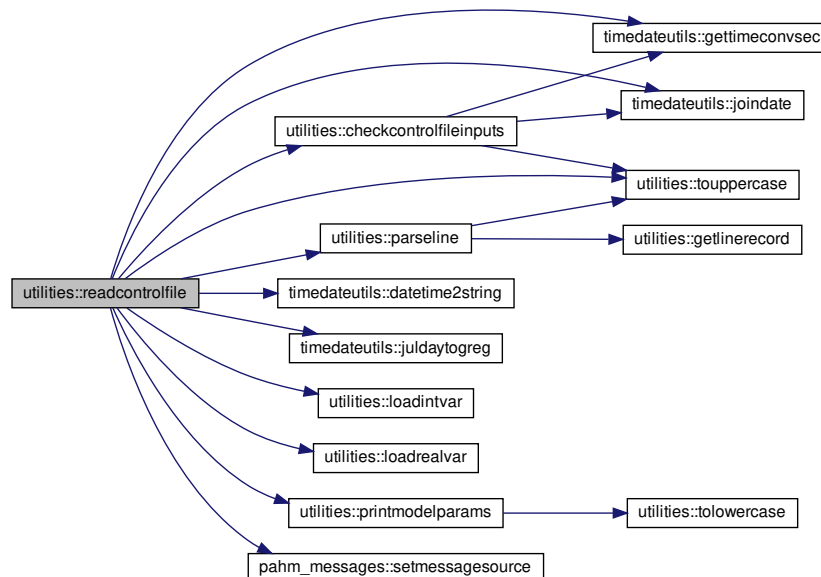 timedateutils::gettimeconvsec
timedateutils::joindate
utilities::checkcontrolfileinputs
utilities::touppercase
utilities::parseline
utilities::getlinerecord
utilities::readcontrolfile
timedateutils::datetime2string
timedateutils::juldaytogreg
utilities::loadintvar
utilities::loadrealvar
utilities::printmodelparams
utilities::tolowercase
pahm_messages::setmessagesource